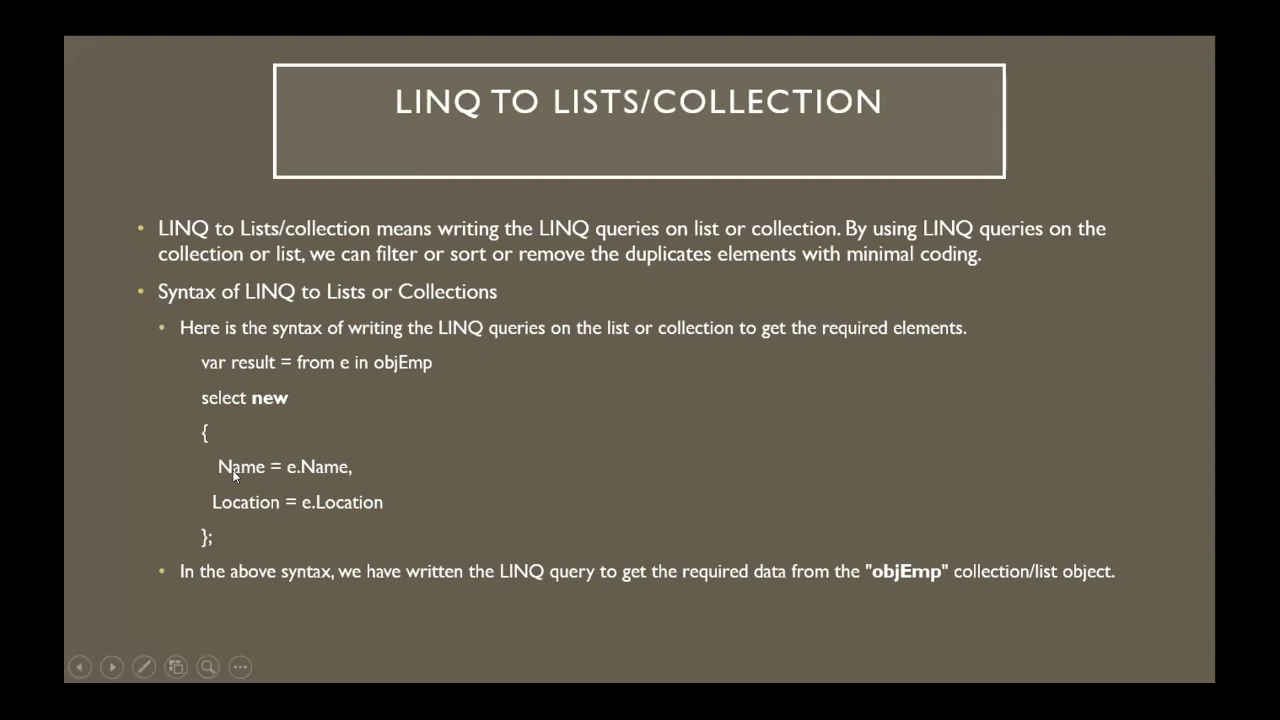 LINQ TO LISTS/COLLECTION
• LINQ to Lists/collection means writing the LINQ queries on list or collection. By using LINQ queries on the
collection or list, we can filter or sort or remove the duplicates elements with minimal coding.
• Syntax of LINQ to Lists or Collections
• Here is the syntax of writing the LINQ queries on the list or collection to get the required elements.
var result = from e in objEmp
select new
{
Name = e.Name,
Location = e.Location
};
• In the above syntax, we have written the LINQ query to get the required data from the "objEmp" collection/list object.